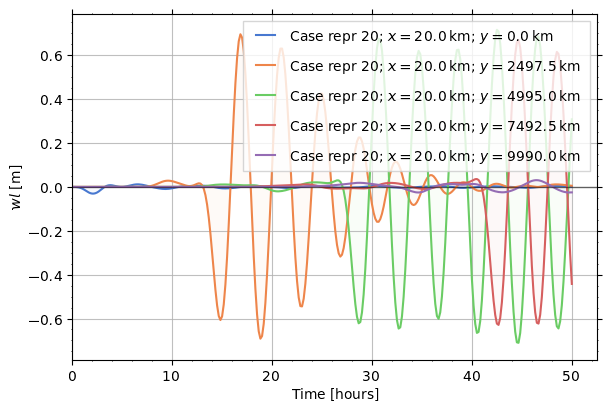 0.6
0.4
0.2
0.0
−0.2
−0.4
−0.6
wl [m]
Case repr 20; x = 20.0 km; y = 0.0 km
Case repr 20; x = 20.0 km; y = 2497.5 km
Case repr 20; x = 20.0 km; y = 4995.0 km
Case repr 20; x = 20.0 km; y = 7492.5 km
Case repr 20; x = 20.0 km; y = 9990.0 km
0 10 20 30 40 50
Time [hours]